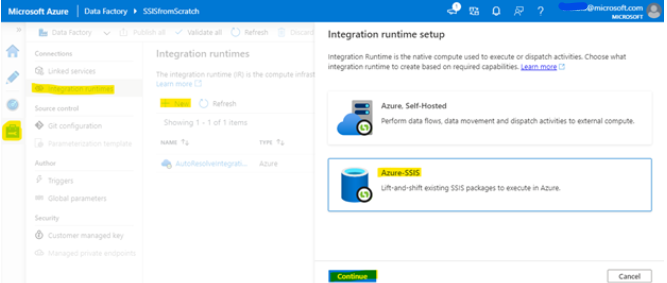 Microsoft Azure | Data Factory ▸ SSISfromScratch
@microsoft.com
MICROSOFT
Data Factory
Publish all
Validate all
Refresh
Discard
Connections
Linked services
Integration runtimes
Source control
Git configuration
Parameterization template
Author
Triggers
Global parameters
Security
Customer managed key
Managed private endpoints
Integration runtimes
The integration runtime (IR) is the compute infrast
Learn more
+ New
Refresh
Showing 1 - 1 of 1 items
NAME
TYPE
AutoResolveIntegrati...
Azure
Integration runtime setup
Integration Runtime is the native compute used to execute or dispatch activities. Choose what
integration runtime to create based on required capabilities. Learn more
Azure, Self-Hosted
Perform data flows, data movement and dispatch activities to external compute.
Azure-SSIS
Lift-and-shift existing SSIS packages to execute in Azure.
Continue
Cancel